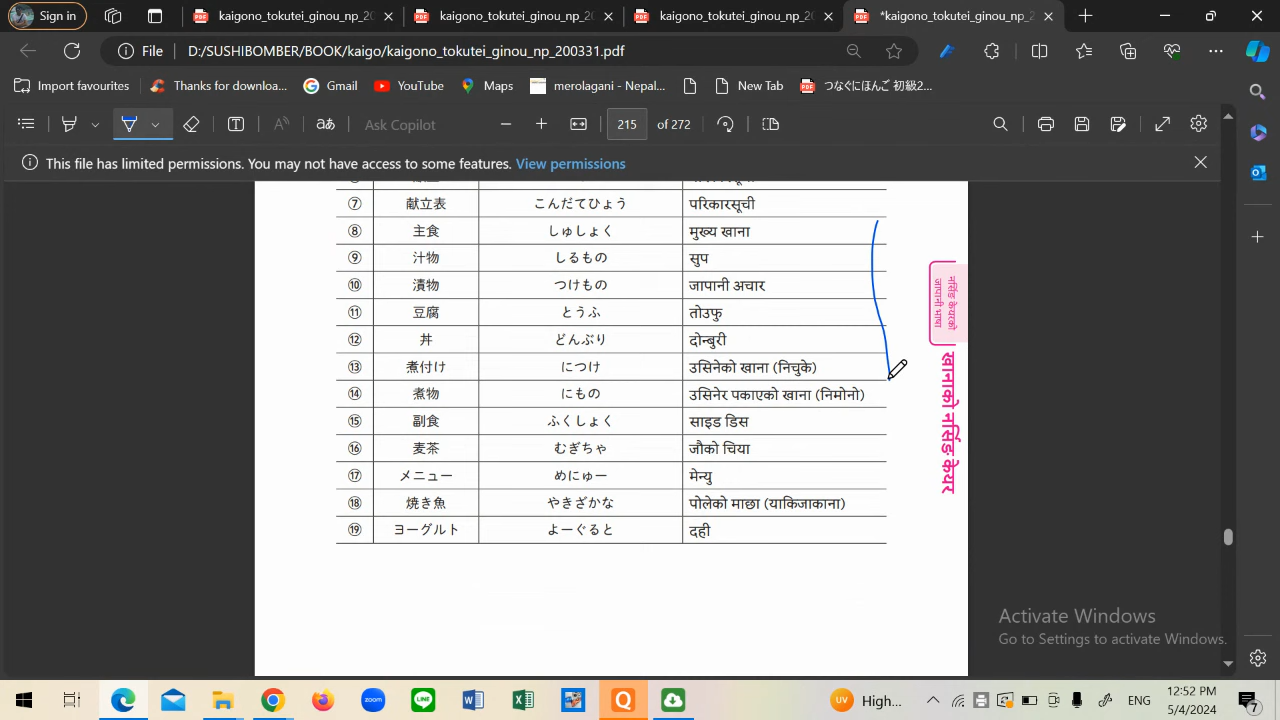 Sign in
kaigono_tokutei_ginou_np_20
kaigono_tokutei_ginou_np_20
kaigono_tokutei_ginou_np_20
*kaigono_tokutei_ginou_np_2
File D:/SUSHIBOMBER/BOOK/kaigo/kaigono_tokutei_ginou_np_200331.pdf
Import favourites Thanks for downloa... Gmail YouTube Maps merolagani - Nepal... New Tab つなぐにほんご 初級2...
Ask Copilot 215 of 272
This file has limited permissions. You may not have access to some features. View permissions
⑦ 献立表 こんだてひょう परिकारसूची
⑧ 主食 しゅしょく मुख्य खाना
⑨ 汁物 しるもの सुप
⑩ 漬物 つけもの जापानी अचार
⑪ 豆腐 とうふ तोउफु
⑫ 丼 どんぶり दोन्बुरी
⑬ 煮付け につけ उसिनेको खाना (निचुके)
⑭ 煮物 にもの उसिनेर पकाएको खाना (निमोनो)
⑮ 副食 ふくしょく साइड डिस
⑯ 麦茶 むぎちゃ जौको चिया
⑰ メニュー めにゅー मेन्यु
⑱ 焼き魚 やきざかな पोलेको माछा (याकिजाकाना)
⑲ ヨーグルト よーぐると दही
नर्सिङ केयरको
जापानी भाषा
खानाको नर्सिङ केयर
Activate Windows
Go to Settings to activate Windows.
UV High... ENG 12:52 PM
5/4/2024
7